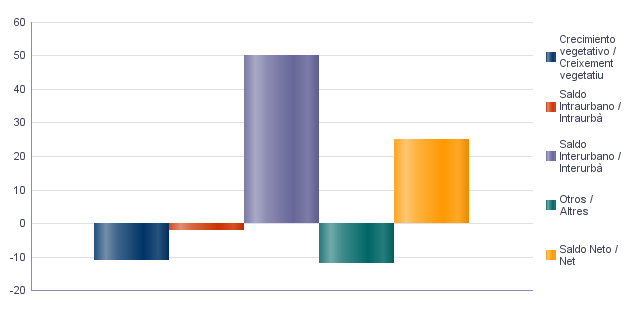 60
50
40
30
20
10
0
-10
-20
Crecimiento
vegetativo /
Creixement
vegetatiu
Saldo
Intraurbano /
Intraurbà
Saldo
Interurbano /
Interurbà
Otros /
Altres
Saldo Neto /
Net